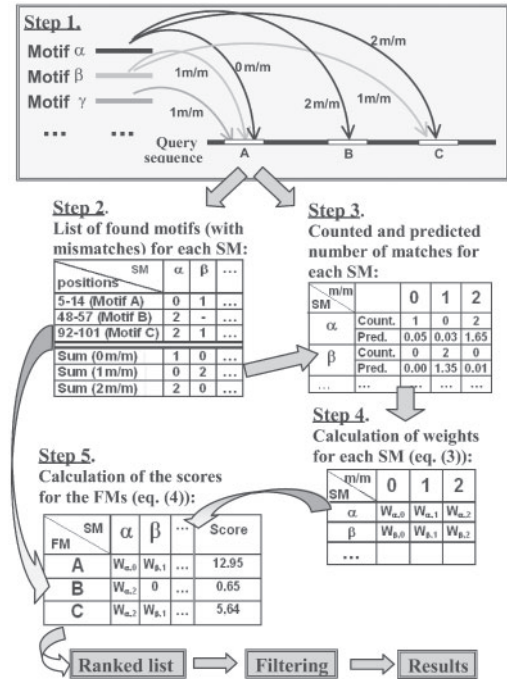 Step 1.
Motif α
Motif β
Motif γ
... ...
1m/m
1m/m
0m/m
2m/m
2m/m
1m/m
Query sequence
A B C
Step 2.
List of found motifs (with
mismatches) for each SM:
SM α β ...
positions
5-14 (Motif A) 0 1 ...
48-57 (Motif B) 2 - ...
92-101 (Motif C) 2 1 ...
Sum (0m/m) 1 0 ...
Sum (1m/m) 0 2 ...
Sum (2m/m) 2 0 ...
Step 3.
Counted and predicted
number of matches for
each SM:
m/m 0 1 2
SM
α Count. 1 0 2
Pred. 0.05 0.03 1.65
β Count. 0 2 0
Pred. 0.00 1.35 0.01
... ... ... ... ...
Step 4.
Calculation of weights
for each SM (eq. (3)):
m/m 0 1 2
SM
α Wα,0 Wα,1 Wα,2
β Wβ,0 Wβ,1 Wβ,2
...
Step 5.
Calculation of the scores
for the FMs (eq. (4)):
SM α β ... Score
FM
A Wα,0 Wβ,1 ... 12.95
B Wα,2 0 ... 0,65
C Wα,2 Wβ,1 ... 5,64
Ranked list Filtering Results